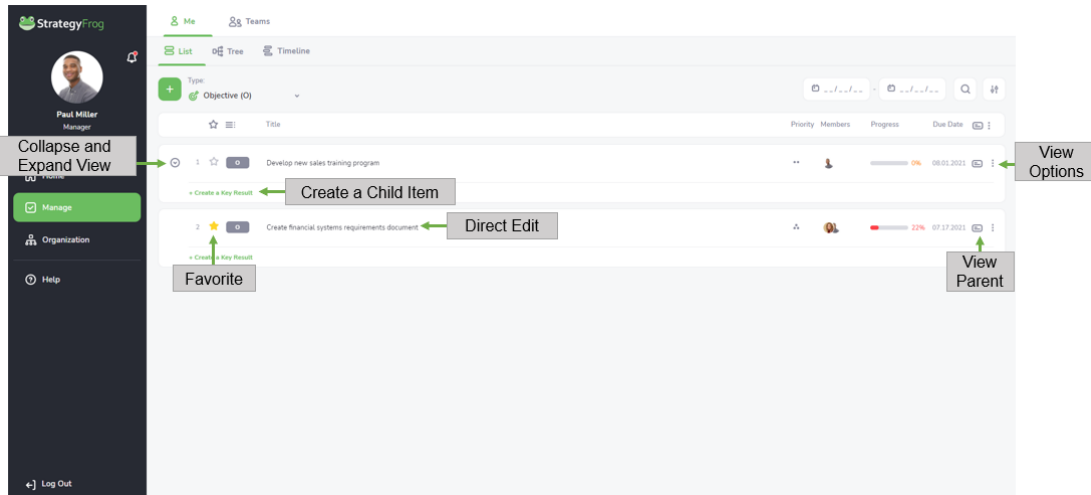 StrategyFrog
Me
Teams
List
Tree
Timeline
Type:
Objective (O)
_ _/_ _/_ _ - _ _/_ _/_ _
Paul Miller
Manager
Title
Priority
Members
Progress
Due Date
Collapse and
Expand View
1
O
Develop new sales training program
0%
08.01.2021
View
Options
Home
+ Create a Key Result
Create a Child Item
Manage
2
O
Create financial systems requirements document
Direct Edit
22%
07.17.2021
Organization
+ Create a Key Result
View
Parent
Favorite
Help
Log Out